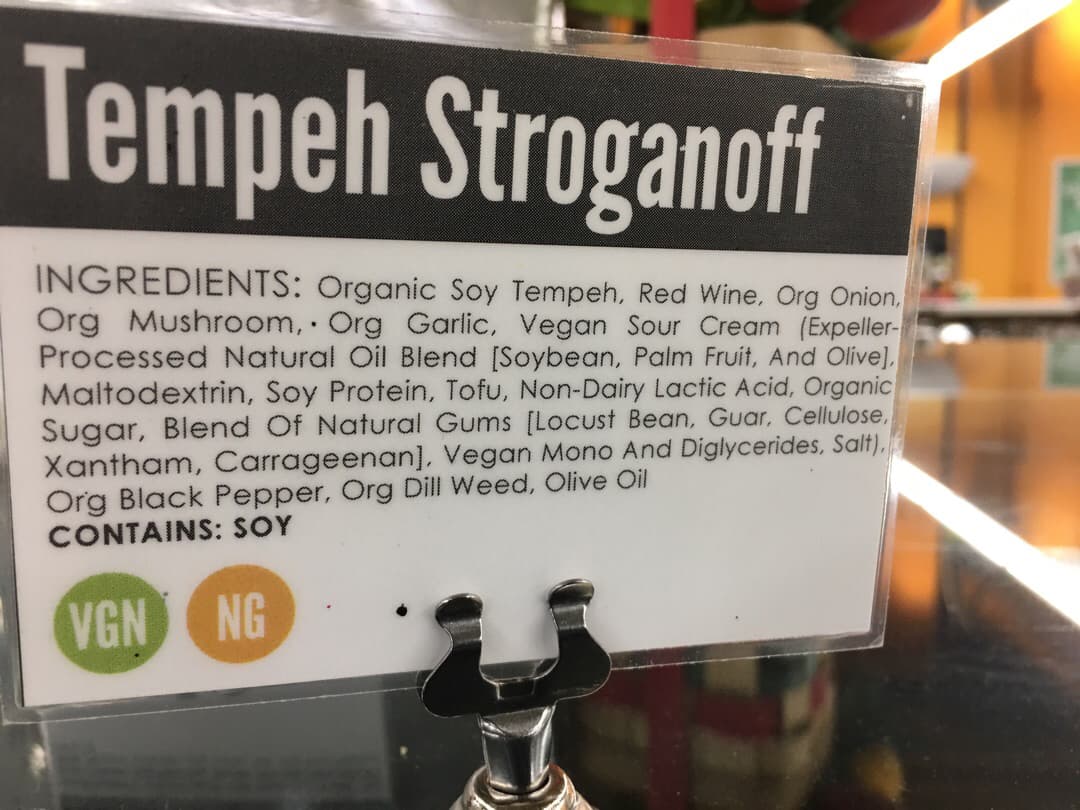 Tempeh Stroganoff
INGREDIENTS: Organic Soy Tempeh, Red Wine, Org Onion,
Org Mushroom, Org Garlic, Vegan Sour Cream (Expeller-
Processed Natural Oil Blend [Soybean, Palm Fruit, And Olive],
Maltodextrin, Soy Protein, Tofu, Non-Dairy Lactic Acid, Organic
Sugar, Blend Of Natural Gums [Locust Bean, Guar, Cellulose,
Xantham, Carrageenan], Vegan Mono And Diglycerides, Salt),
Org Black Pepper, Org Dill Weed, Olive Oil
CONTAINS: SOY
VGN NG